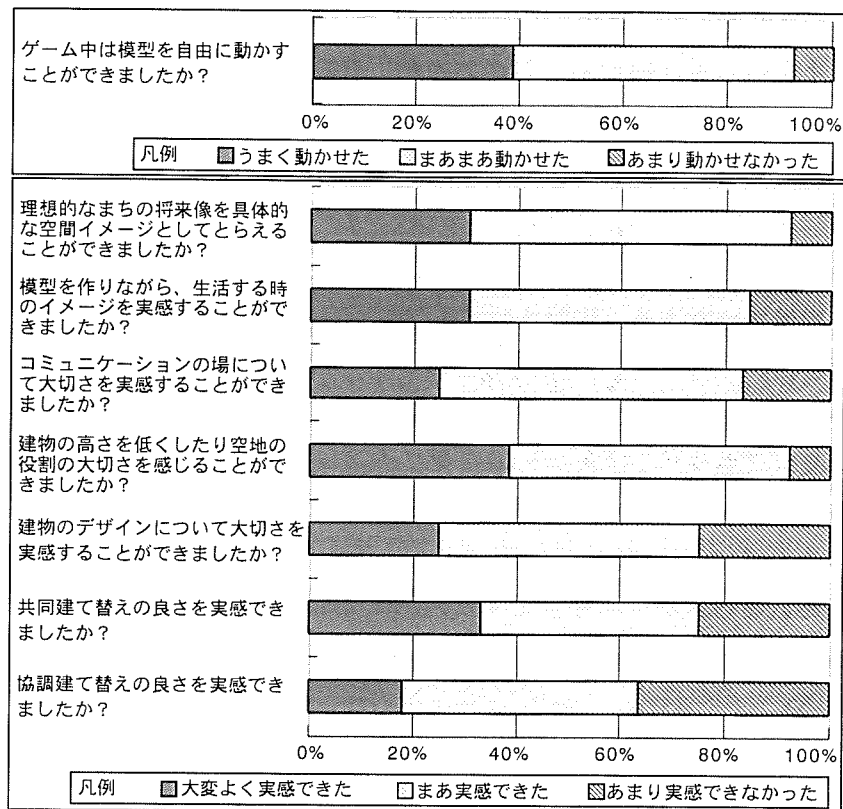 ゲーム中は模型を自由に動かす
ことができましたか？
0% 20% 40% 60% 80% 100%
凡例 うまく動かせた まあまあ動かせた あまり動かせなかった
理想的なまちの将来像を具体的
な空間イメージとしてとらえる
ことができましたか？
模型を作りながら、生活する時
のイメージを実感することがで
きましたか？
コミュニケーションの場につい
て大切さを実感することができ
ましたか？
建物の高さを低くしたり空地の
役割の大切さを感じることがで
きましたか？
建物のデザインについて大切さを
実感することができましたか？
共同建て替えの良さを実感でき
ましたか？
協調建て替えの良さを実感でき
ましたか？
0% 20% 40% 60% 80% 100%
凡例 大変よく実感できた まあ実感できた あまり実感できなかった